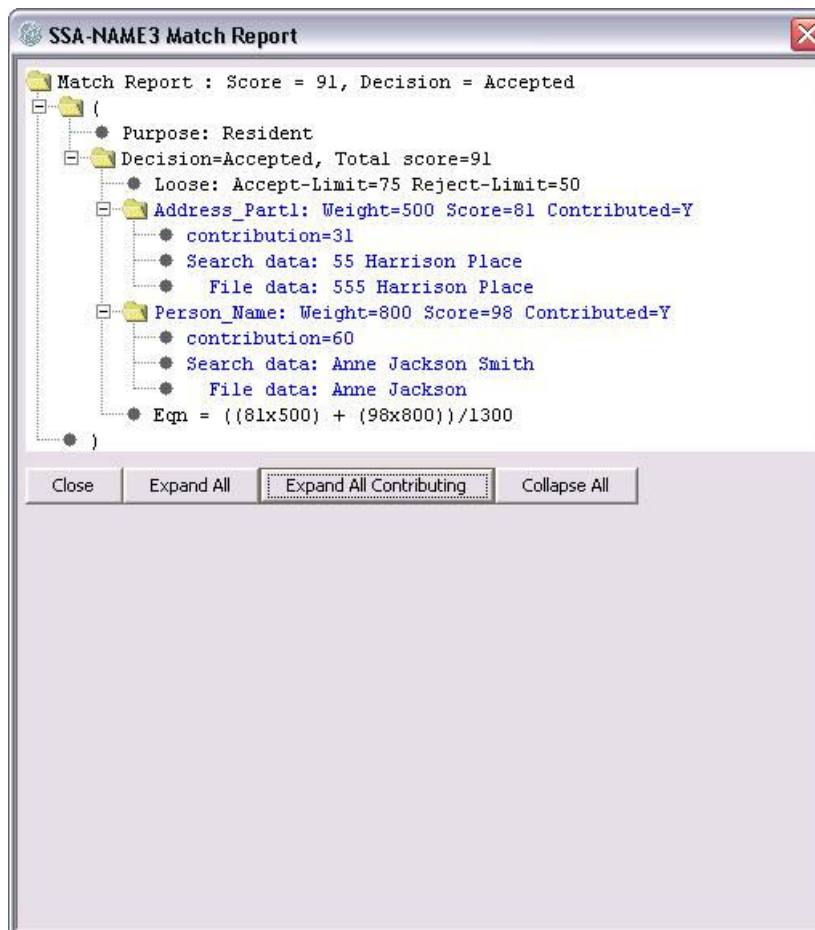 SSA-NAME3 Match Report
Match Report : Score = 91, Decision = Accepted
(
Purpose: Resident
Decision=Accepted, Total score=91
Loose: Accept-Limit=75 Reject-Limit=50
Address_Part1: Weight=500 Score=81 Contributed=Y
contribution=31
Search data: 55 Harrison Place
File data: 555 Harrison Place
Person_Name: Weight=800 Score=98 Contributed=Y
contribution=60
Search data: Anne Jackson Smith
File data: Anne Jackson
Eqn = ((81x500) + (98x800))/1300
)
Close Expand All Expand All Contributing Collapse All